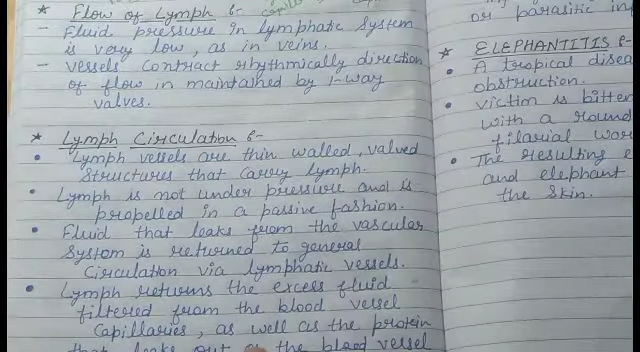 * Flow of Lymph :-
- Fluid pressure in lymphatic system
is very low, as in veins.
- Vessels contract rhythmically direction
of flow in maintained by 1-way
valves.
* Lymph Circulation :-
• Lymph vessels are thin walled, valved
structures that carry lymph.
• Lymph is not under pressure and is
propelled in a passive fashion.
• Fluid that leaks from the vascular
system is returned to general
Circulation via lymphatic vessels.
• Lymph returns the excess fluid
filtered from the blood vessel
Capillaries, as well as the protein
that leaks out the blood vessel
or parasitic in
* ELEPHANTITIS :-
• A tropical disea
obstruction.
• Victim is bitten
with a round
filarial wor
• The resulting e
and elephant
the skin.